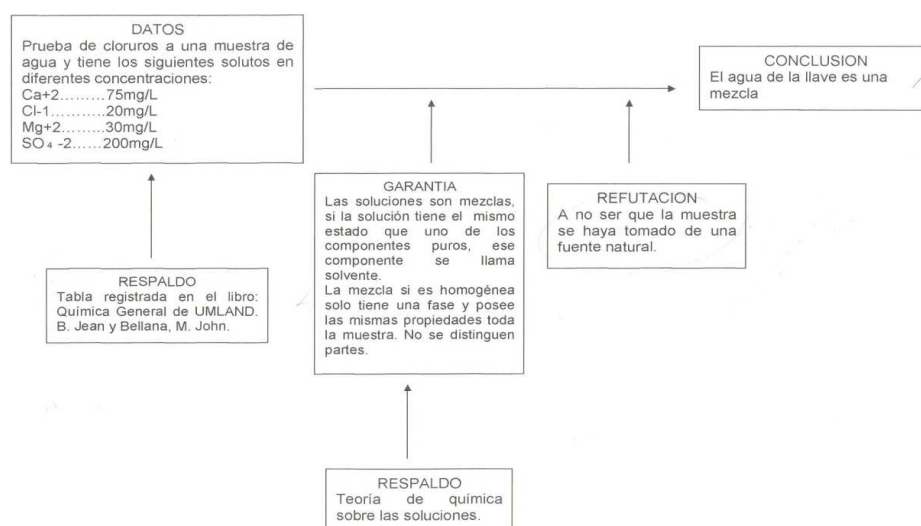 DATOS
Prueba de cloruros a una muestra de
agua y tiene los siguientes solutos en
diferentes concentraciones:
Ca+2.........75mg/L
Cl-1..........20mg/L
Mg+2........30mg/L
SO₄ -2......200mg/L
CONCLUSION
El agua de la llave es una
mezcla
GARANTIA
Las soluciones son mezclas,
si la solución tiene el mismo
estado que uno de los
componentes puros, ese
componente se llama
solvente.
La mezcla si es homogénea
solo tiene una fase y posee
las mismas propiedades toda
la muestra. No se distinguen
partes.
REFUTACION
A no ser que la muestra
se haya tomado de una
fuente natural.
RESPALDO
Tabla registrada en el libro:
Química General de UMLAND.
B. Jean y Bellana, M. John.
RESPALDO
Teoría de química
sobre las soluciones.